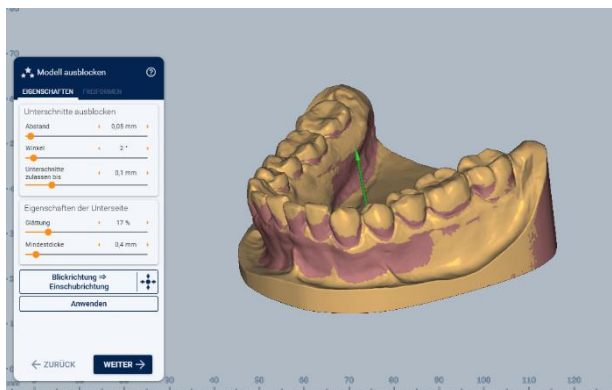 Modell ausblocken
EIGENSCHAFTEN FREIFORMEN
Unterschnitte ausblocken
Abstand 0,05 mm
Winkel 2 °
Unterschnitte
zulassen bis 0,1 mm
Eigenschaften der Unterseite
Glättung 17 %
Mindestdicke 0,4 mm
Blickrichtung ⇒
Einschubrichtung
Anwenden
← ZURÜCK WEITER →
70
30 40 50 60 70 80 90 100 110 120